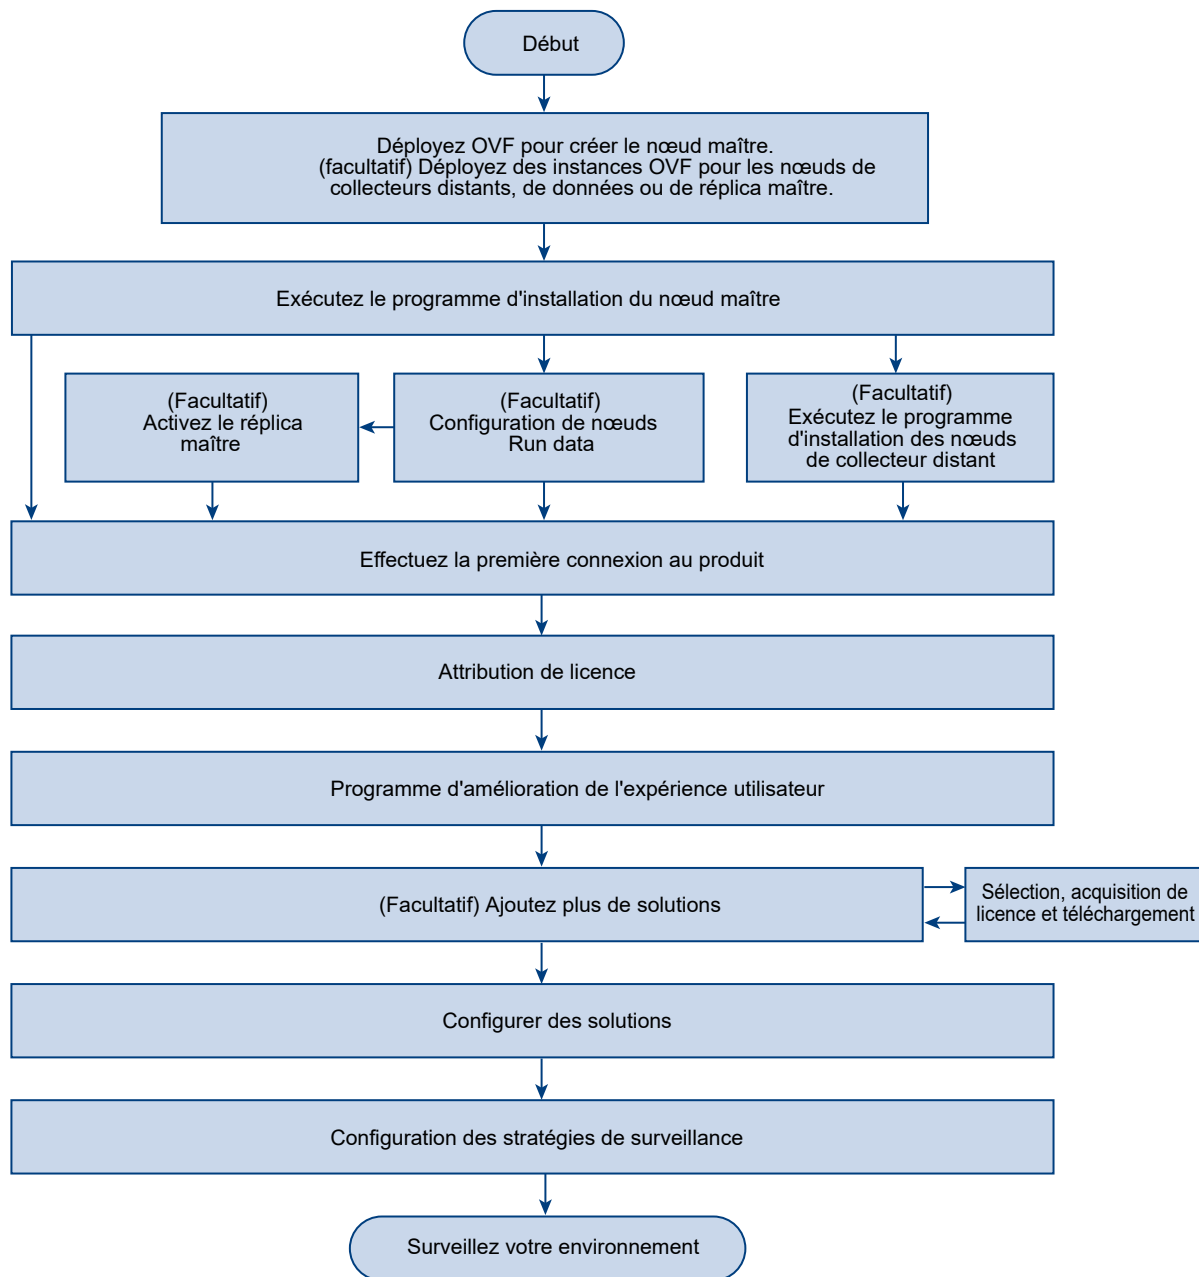 Début
Déployez OVF pour créer le nœud maître.
(facultatif) Déployez des instances OVF pour les nœuds de
collecteurs distants, de données ou de réplica maître.
Exécutez le programme d'installation du nœud maître
(Facultatif)
Activez le réplica
maître
(Facultatif)
Configuration de nœuds
Run data
(Facultatif)
Exécutez le programme
d'installation des nœuds
de collecteur distant
Effectuez la première connexion au produit
Attribution de licence
Programme d'amélioration de l'expérience utilisateur
(Facultatif) Ajoutez plus de solutions
Sélection, acquisition de
licence et téléchargement
Configurer des solutions
Configuration des stratégies de surveillance
Surveillez votre environnement